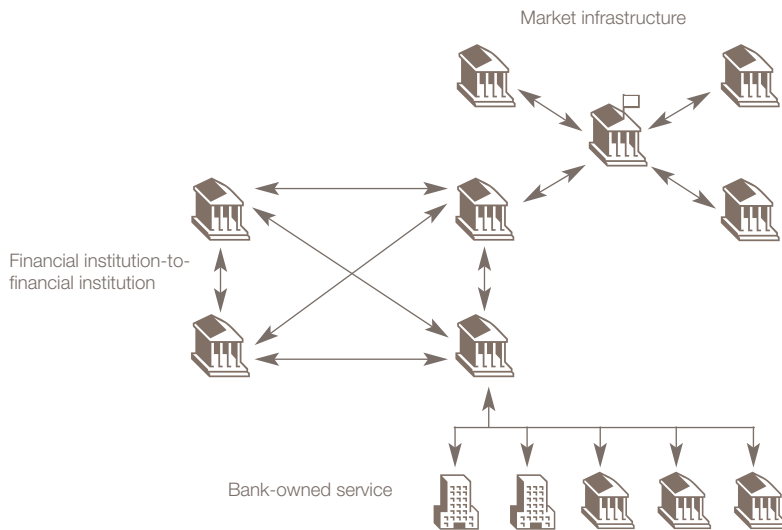 Market infrastructure
Financial institution-to-
financial institution
Bank-owned service